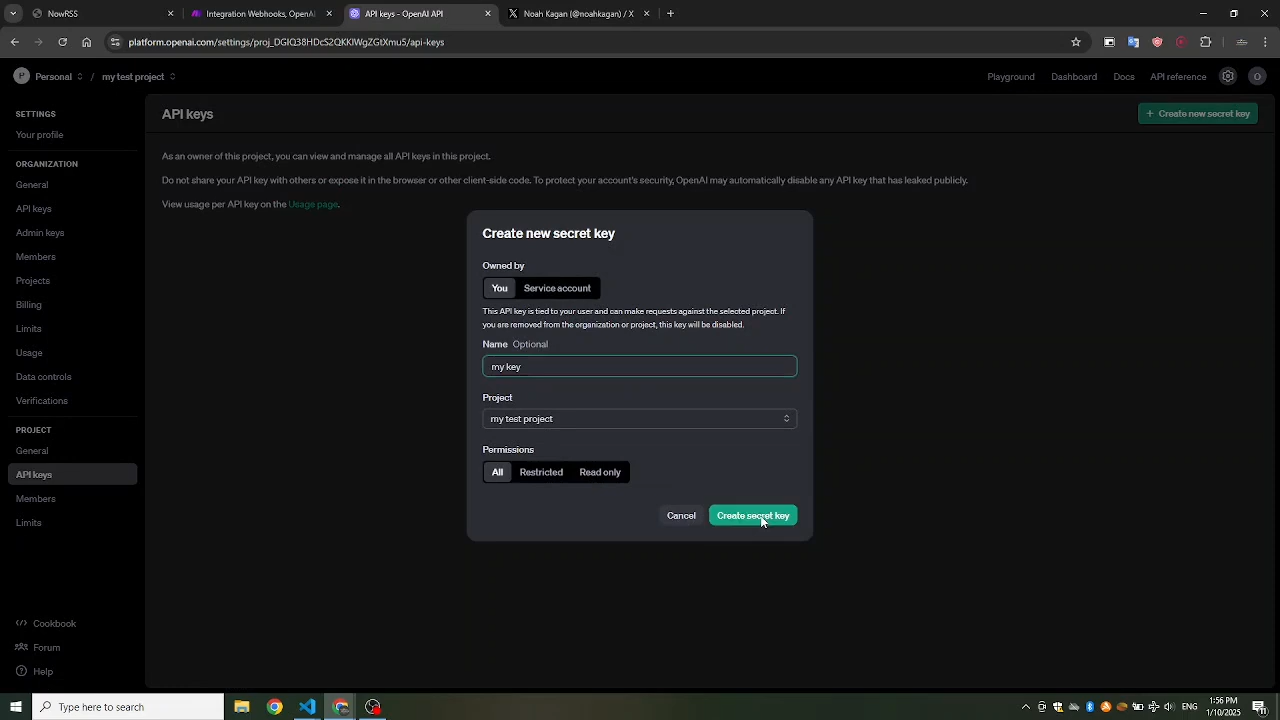 NowRSS
Integration Webhooks, OpenAI
API keys - OpenAI API
Noah Kagan (@noahkagan) / X
platform.openai.com/settings/proj_DGIQ38HDcS2QKKlWgZGtXmu5/api-keys
P Personal / my test project
Playground Dashboard Docs API reference O
SETTINGS
Your profile
ORGANIZATION
General
API keys
Admin keys
Members
Projects
Billing
Limits
Usage
Data controls
Verifications
PROJECT
General
API keys
Members
Limits
Cookbook
Forum
Help
API keys
+ Create new secret key
As an owner of this project, you can view and manage all API keys in this project.
Do not share your API key with others or expose it in the browser or other client-side code. To protect your account's security, OpenAI may automatically disable any API key that has leaked publicly.
View usage per API key on the Usage page.
Create new secret key
Owned by
You Service account
This API key is tied to your user and can make requests against the selected project. If
you are removed from the organization or project, this key will be disabled.
Name Optional
my key
Project
my test project
Permissions
All Restricted Read only
Cancel Create secret key
Type here to search
ENG
1:56 PM
1/10/2025